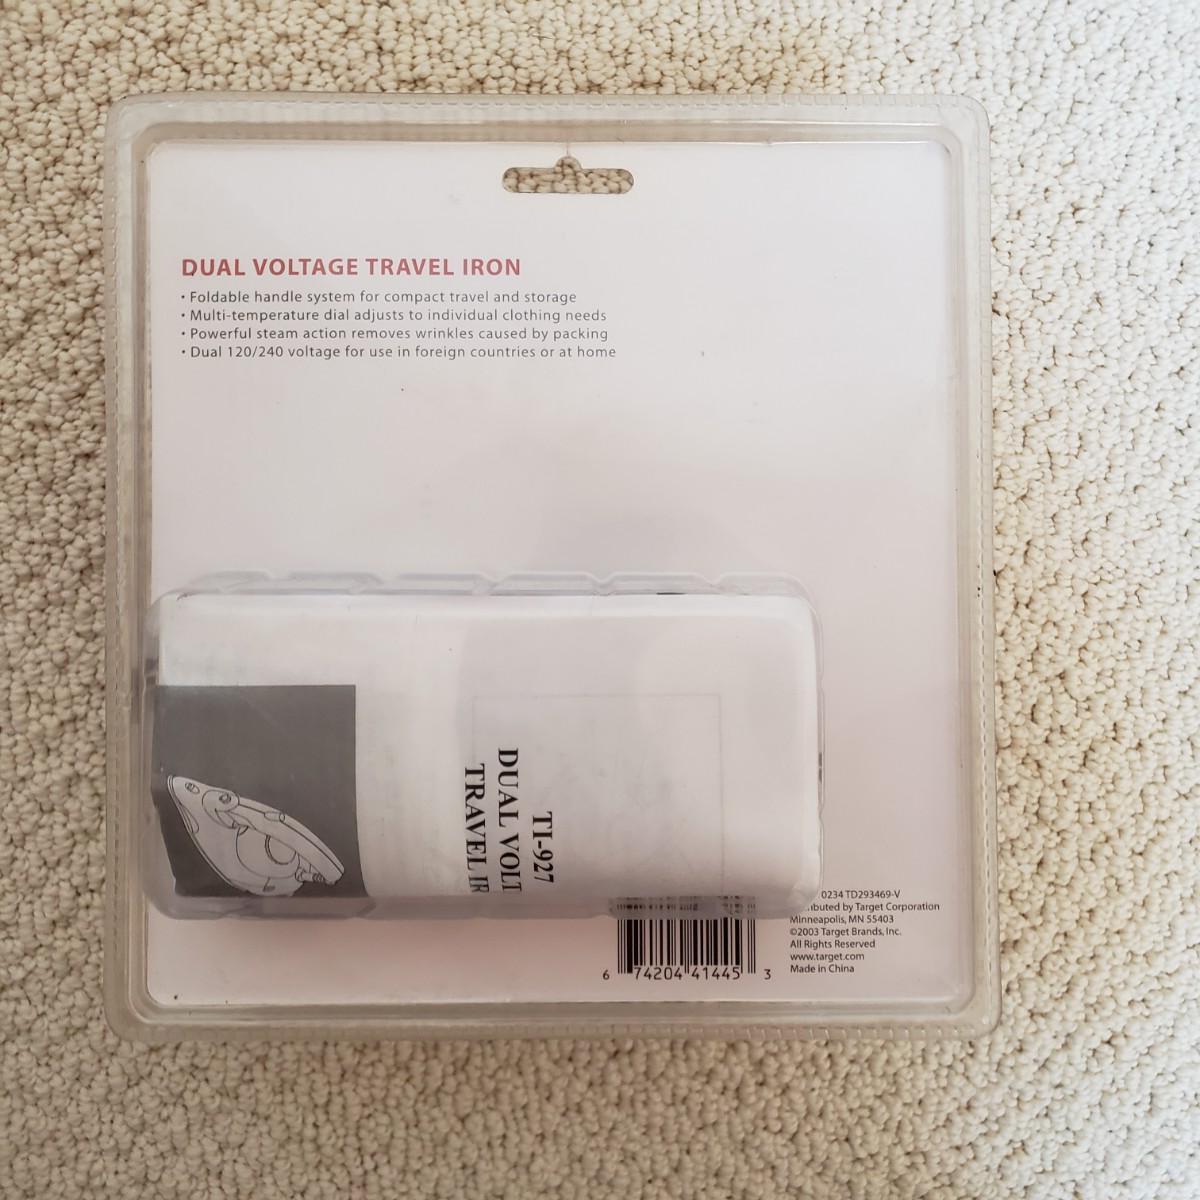 DUAL VOLTAGE TRAVEL IRON
• Foldable handle system for compact travel and storage
• Multi-temperature dial adjusts to individual clothing needs
• Powerful steam action removes wrinkles caused by packing
• Dual 120/240 voltage for use in foreign countries or at home
TI-927
DUAL VOLT
TRAVEL IR
0234 TD293469-V
by Target Corporation
Minneapolis, MN 55403
©2003 Target Brands, Inc.
All Rights Reserved
www.target.com
Made in China
6 74204 41445 3